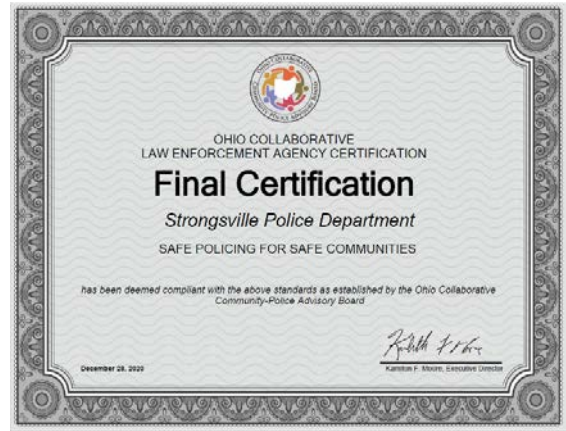 OHIO COLLABORATIVE
LAW ENFORCEMENT AGENCY CERTIFICATION
Final Certification
Strongsville Police Department
SAFE POLICING FOR SAFE COMMUNITIES
has been deemed compliant with the above standards as established by the Ohio Collaborative
Community-Police Advisory Board
December 28, 2020
F. Moore, Executive Director